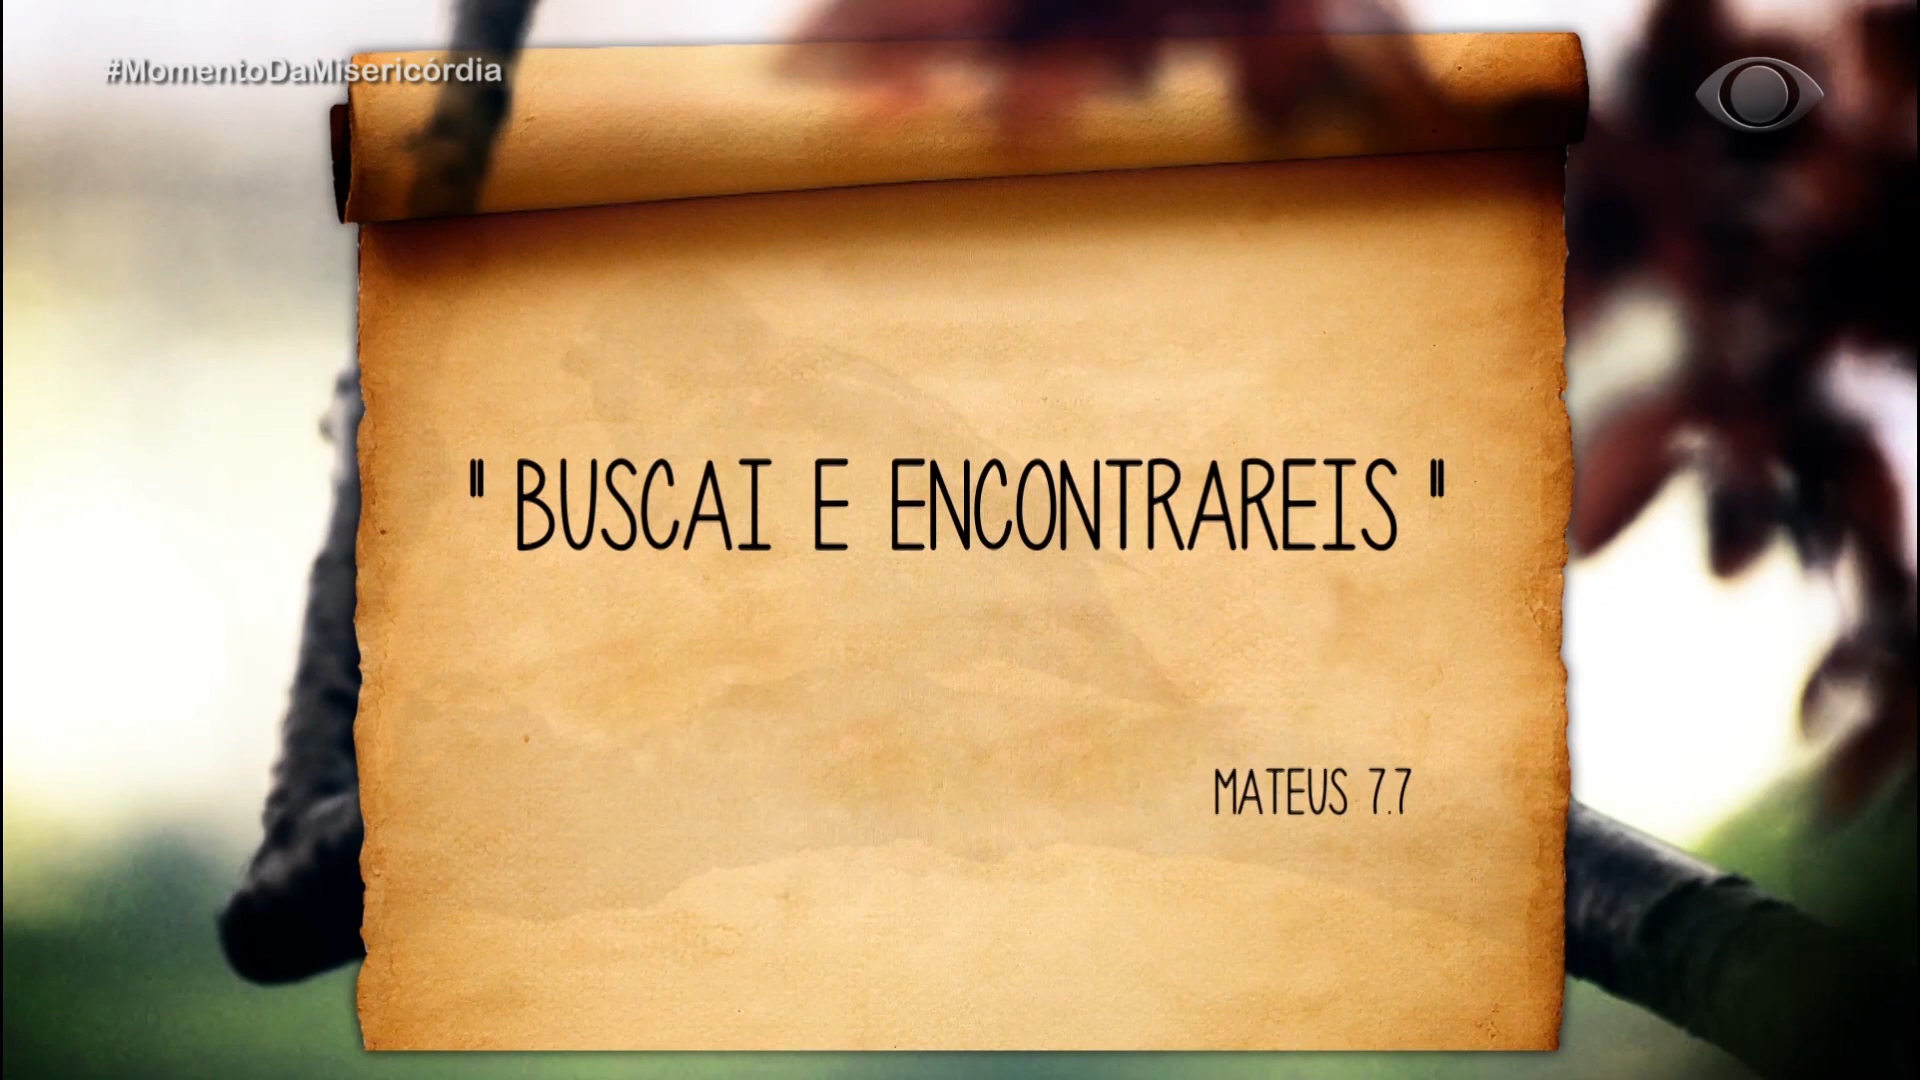 #MomentoDaMisericórdia
" BUSCAI E ENCONTRAREIS "
MATEUS 7.7